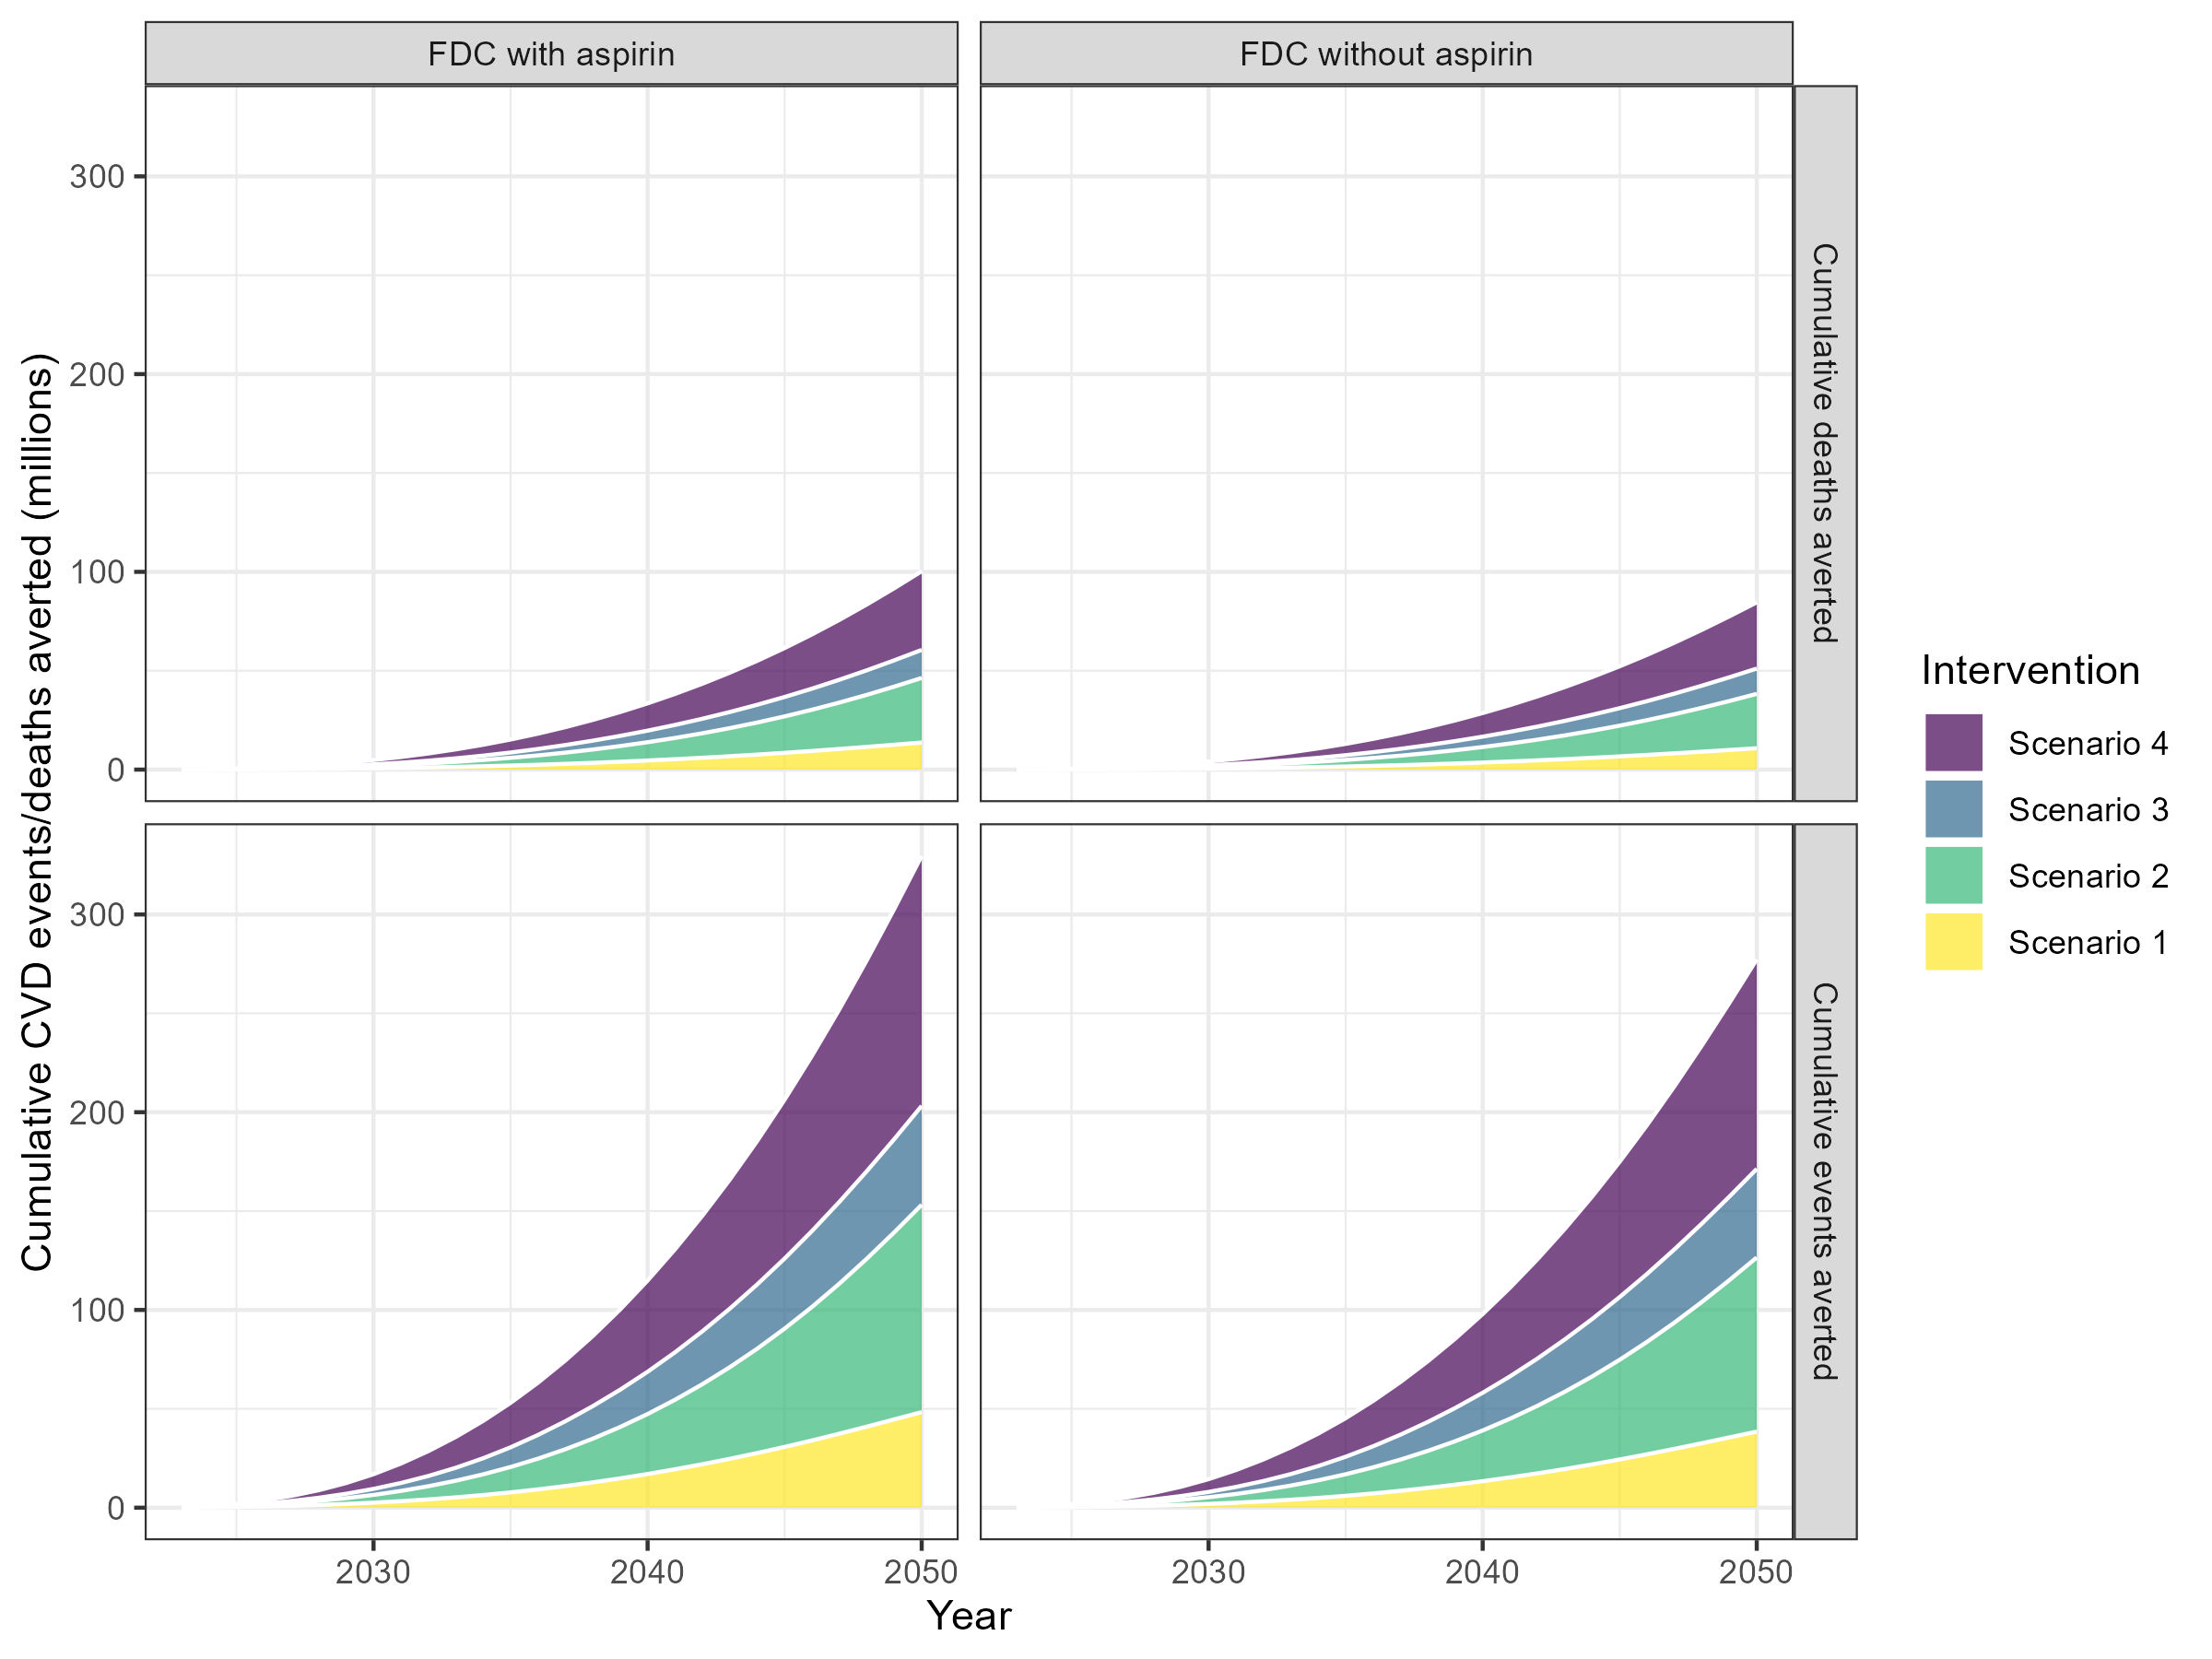 FDC with aspirin
FDC without aspirin
Cumulative CVD events/deaths averted (millions)
300
200
100
0
Cumulative deaths averted
300
200
100
0
Cumulative events averted
2030
2040
2050
2030
2040
2050
Year
Intervention
Scenario 4
Scenario 3
Scenario 2
Scenario 1